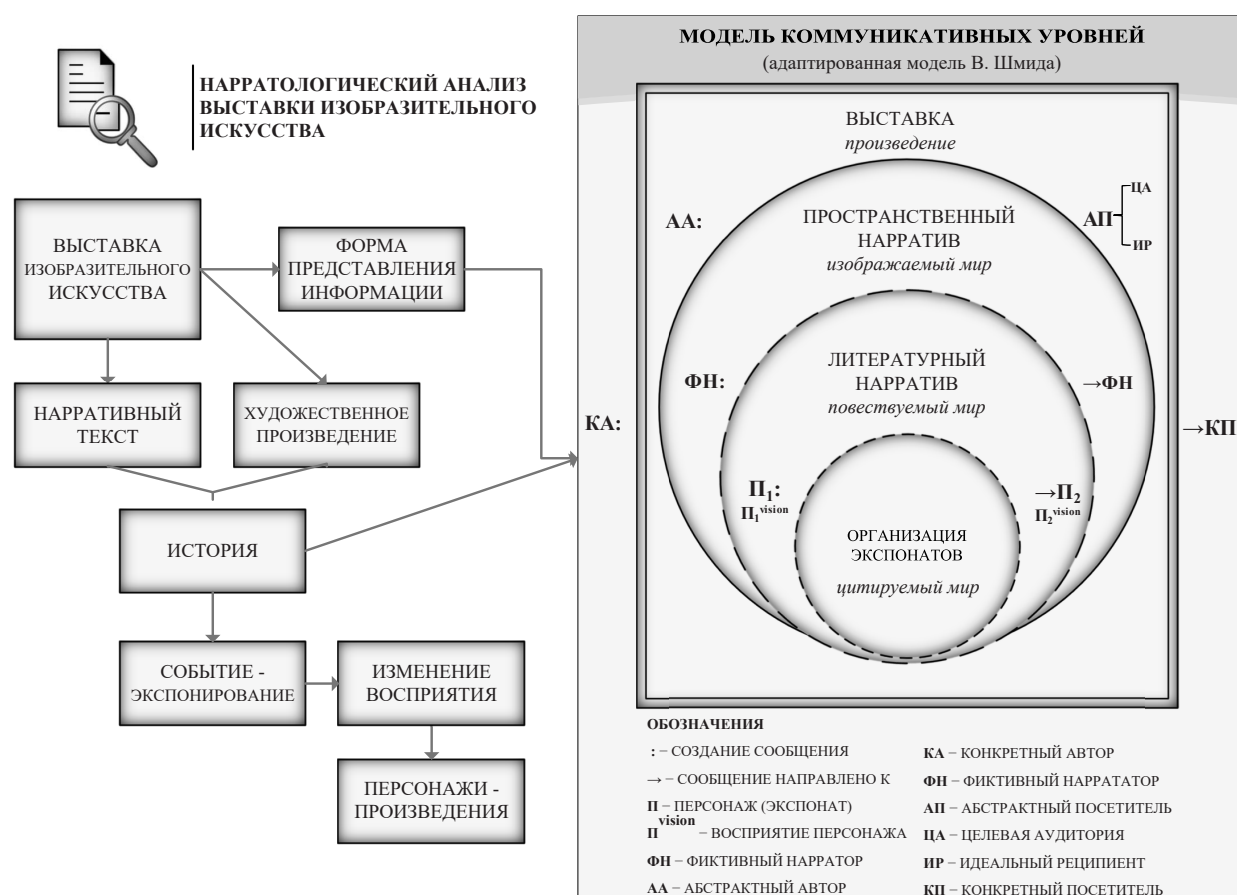 НАРРАТОЛОГИЧЕСКИЙ АНАЛИЗ
ВЫСТАВКИ ИЗОБРАЗИТЕЛЬНОГО
ИСКУССТВА
ВЫСТАВКА
ИЗОБРАЗИТЕЛЬНОГО
ИСКУССТВА
ФОРМА
ПРЕДСТАВЛЕНИЯ
ИНФОРМАЦИИ
НАРРАТИВНЫЙ
ТЕКСТ
ХУДОЖЕСТВЕННОЕ
ПРОИЗВЕДЕНИЕ
ИСТОРИЯ
СОБЫТИЕ -
ЭКСПОНИРОВАНИЕ
ИЗМЕНЕНИЕ
ВОСПРИЯТИЯ
ПЕРСОНАЖИ -
ПРОИЗВЕДЕНИЯ
МОДЕЛЬ КОММУНИКАТИВНЫХ УРОВНЕЙ
(адаптированная модель В. Шмида)
ВЫСТАВКА
произведение
АА:
ПРОСТРАНСТВЕННЫЙ
НАРРАТИВ
изображаемый мир
АП
ЦА
ИР
ФН:
ЛИТЕРАТУРНЫЙ
НАРРАТИВ
повествуемый мир
→ФН
КА:
→КП
П1:
П1vision
→П2
П2vision
ОРГАНИЗАЦИЯ
ЭКСПОНАТОВ
цитируемый мир
ОБОЗНАЧЕНИЯ
: – СОЗДАНИЕ СООБЩЕНИЯ
→ – СООБЩЕНИЕ НАПРАВЛЕНО К
П – ПЕРСОНАЖ (ЭКСПОНАТ)
Пvision – ВОСПРИЯТИЕ ПЕРСОНАЖА
ФН – ФИКТИВНЫЙ НАРРАТОР
АА – АБСТРАКТНЫЙ АВТОР
КА – КОНКРЕТНЫЙ АВТОР
ФН – ФИКТИВНЫЙ НАРРАТАТОР
АП – АБСТРАКТНЫЙ ПОСЕТИТЕЛЬ
ЦА – ЦЕЛЕВАЯ АУДИТОРИЯ
ИР – ИДЕАЛЬНЫЙ РЕЦИПИЕНТ
КП – КОНКРЕТНЫЙ ПОСЕТИТЕЛЬ